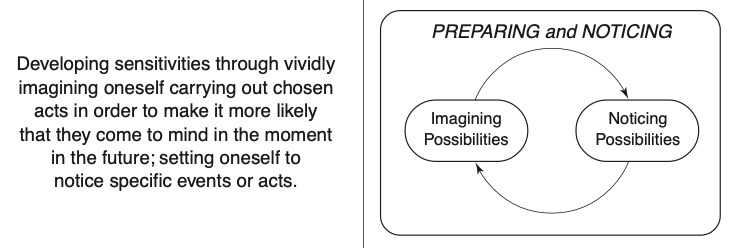 Developing sensitivities through vividly
imagining oneself carrying out chosen
acts in order to make it more likely
that they come to mind in the moment
in the future; setting oneself to
notice specific events or acts.
PREPARING and NOTICING
Imagining
Possibilities
Noticing
Possibilities